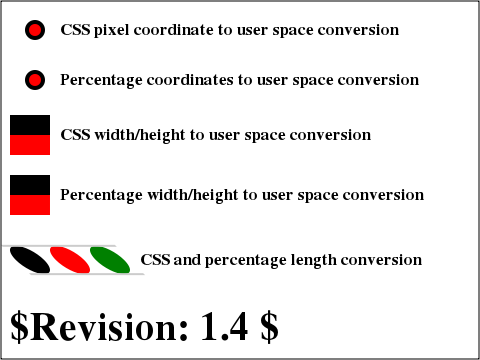 CSS pixel coordinate to user space conversion
Percentage coordinates to user space conversion
CSS width/height to user space conversion
Percentage width/height to user space conversion
CSS and percentage length conversion
$Revision: 1.4 $